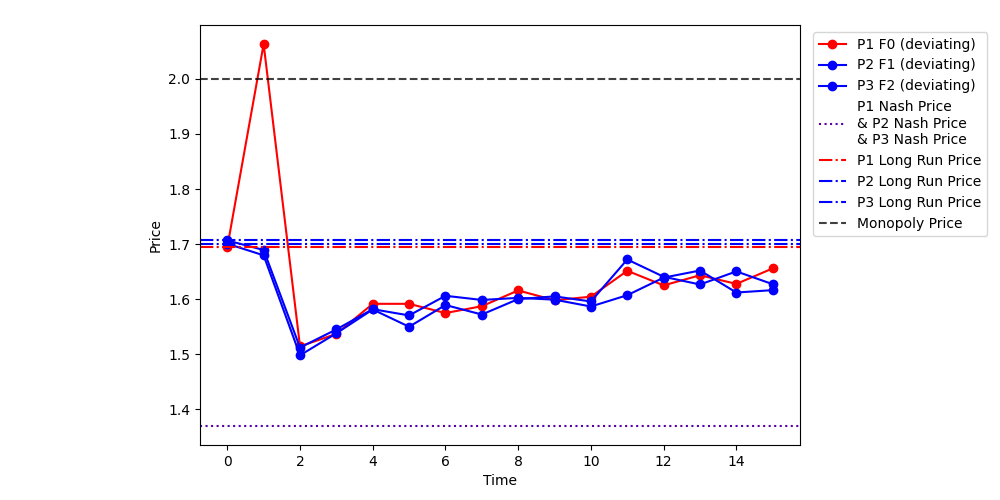 2.0
1.9
1.8
1.7
1.6
1.5
1.4
Price
0
2
4
6
8
10
12
14
Time
P1 F0 (deviating)
P2 F1 (deviating)
P3 F2 (deviating)
P1 Nash Price
& P2 Nash Price
& P3 Nash Price
P1 Long Run Price
P2 Long Run Price
P3 Long Run Price
Monopoly Price